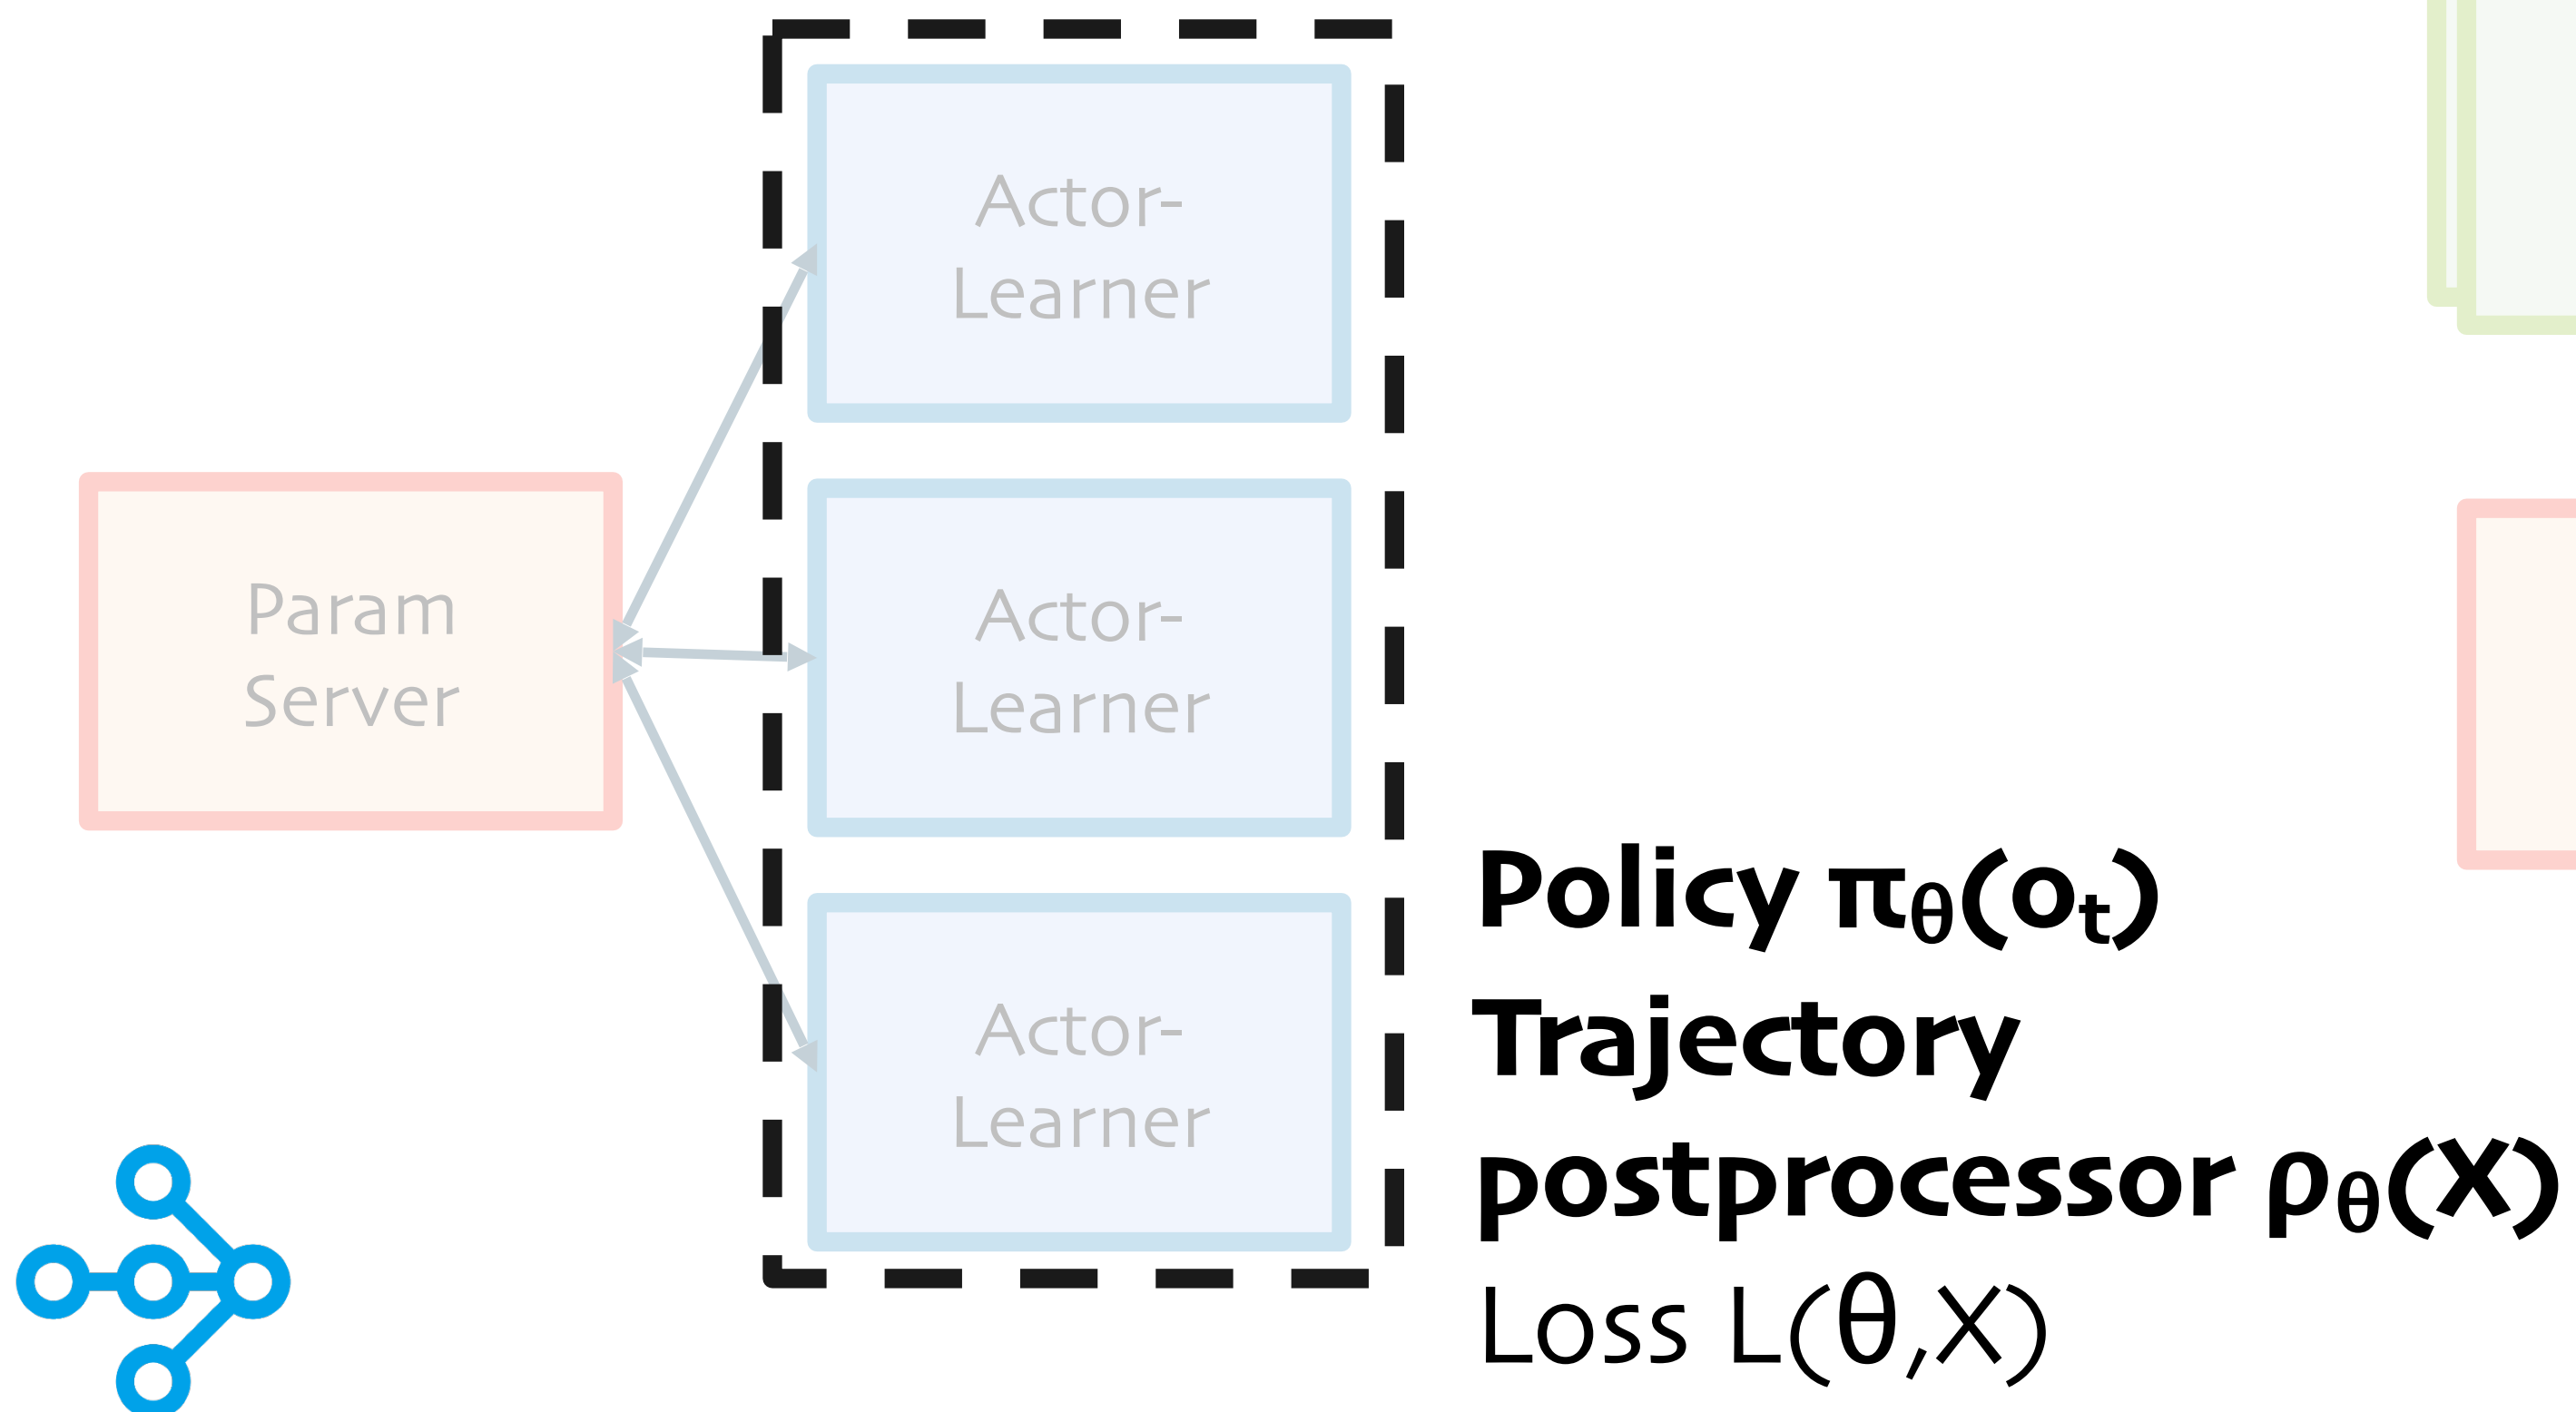 Actor-
Learner
Param
Server
Actor-
Learner
Actor-
Learner
Policy πθ(ot)
Trajectory
postprocessor ρθ(X)
Loss L(θ,X)